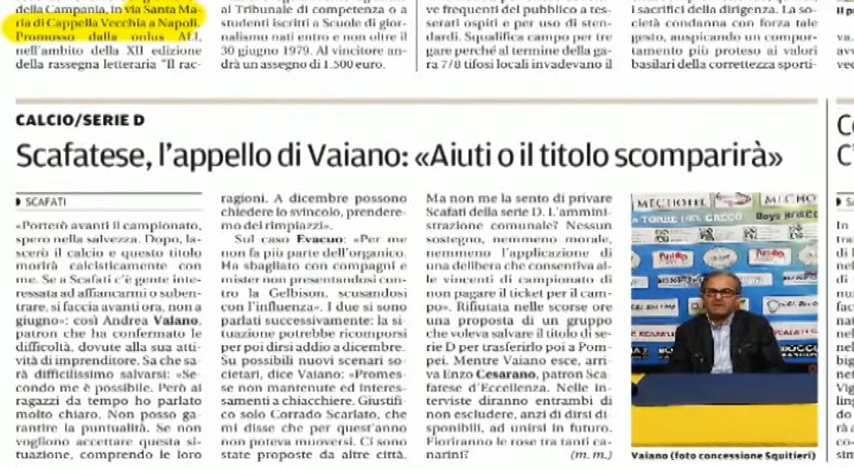 della Campania, in via Santa Ma-
ria di Cappella Vecchia a Napoli.
Promosso dalla onlus ALI,
nell'ambito della XII edizione
della rassegna letteraria "Il rac-
al Tribunale di competenza o a
studenti iscritti a Scuole di gior-
nalismo nati entro e non oltre il
30 giugno 1979. Al vincitore an-
drà un assegno di 1.500 euro.
ve frequenti del pubblico a tes-
serati ospiti e per uso di sten-
dardi. Squalifica campo per tre
gare perché al termine della ga-
ra 7/8 tifosi locali invadevano il
i sacrifici della dirigenza. La so-
cietà condanna con forza tale
gesto, auspicando un compor-
tamento più proteso ai valori
basilari della correttezza sporti-
CALCIO/SERIE D
Scafatese, l'appello di Vaiano: «Aiuti o il titolo scomparirà»
SCAFATI
«Porterò avanti il campionato,
spero nella salvezza. Dopo, la-
scerò il calcio e questo titolo
morirà calcisticamente con
me. Se a Scafati c'è gente inte-
ressata ad affiancarmi o suben-
trare, si faccia avanti ora, non a
giugno»: così Andrea Vaiano,
patron che ha confermato le
difficoltà, dovute alla sua atti-
vità di imprenditore. Sa che sa-
rà difficilissimo salvarsi: «Se-
condo me è possibile. Però ai
ragazzi da tempo ho parlato
molto chiaro. Non posso ga-
rantire la puntualità. Se non
vogliono accettare questa si-
tuazione, comprendo le loro
ragioni. A dicembre possono
chiedere lo svincolo, prendere-
mo dei rimpiazzi».
Sul caso Evacuo: «Per me
non fa più parte dell'organico.
Ha sbagliato con compagni e
mister non presentandosi con-
tro la Gelbison, scusandosi
con l'influenza». I due si sono
parlati successivamente: la si-
tuazione potrebbe ricomporsi
per poi dirsi addio a dicembre.
Su possibili nuovi scenari so-
cietari, dice Vaiano: «Promes-
se non mantenute ed interes-
samenti a chiacchiere. Giustifi-
co solo Corrado Scarlato, che
mi disse che per quest'anno
non poteva muoversi. Ci sono
state proposte da altre città.
Ma non me la sento di privare
Scafati della serie D. L'ammini-
strazione comunale? Nessun
sostegno, nemmeno morale,
nemmeno l'applicazione di
una delibera che consentiva al-
le vincenti di campionato di
non pagare il ticket per il cam-
po». Rifiutata nelle scorse ore
una proposta di un gruppo
che voleva salvare il titolo di se-
rie D per trasferirlo poi a Pom-
pei. Mentre Vaiano esce, arri-
va Enzo Cesarano, patron Sca-
fatese d'Eccellenza. Nelle in-
terviste diranno entrambi di
non escludere, anzi di dirsi di-
sponibili, ad unirsi in futuro.
Fioriranno le rose tra tanti ca-
narini? (m. m.)
Vaiano (foto concessione Squitieri)